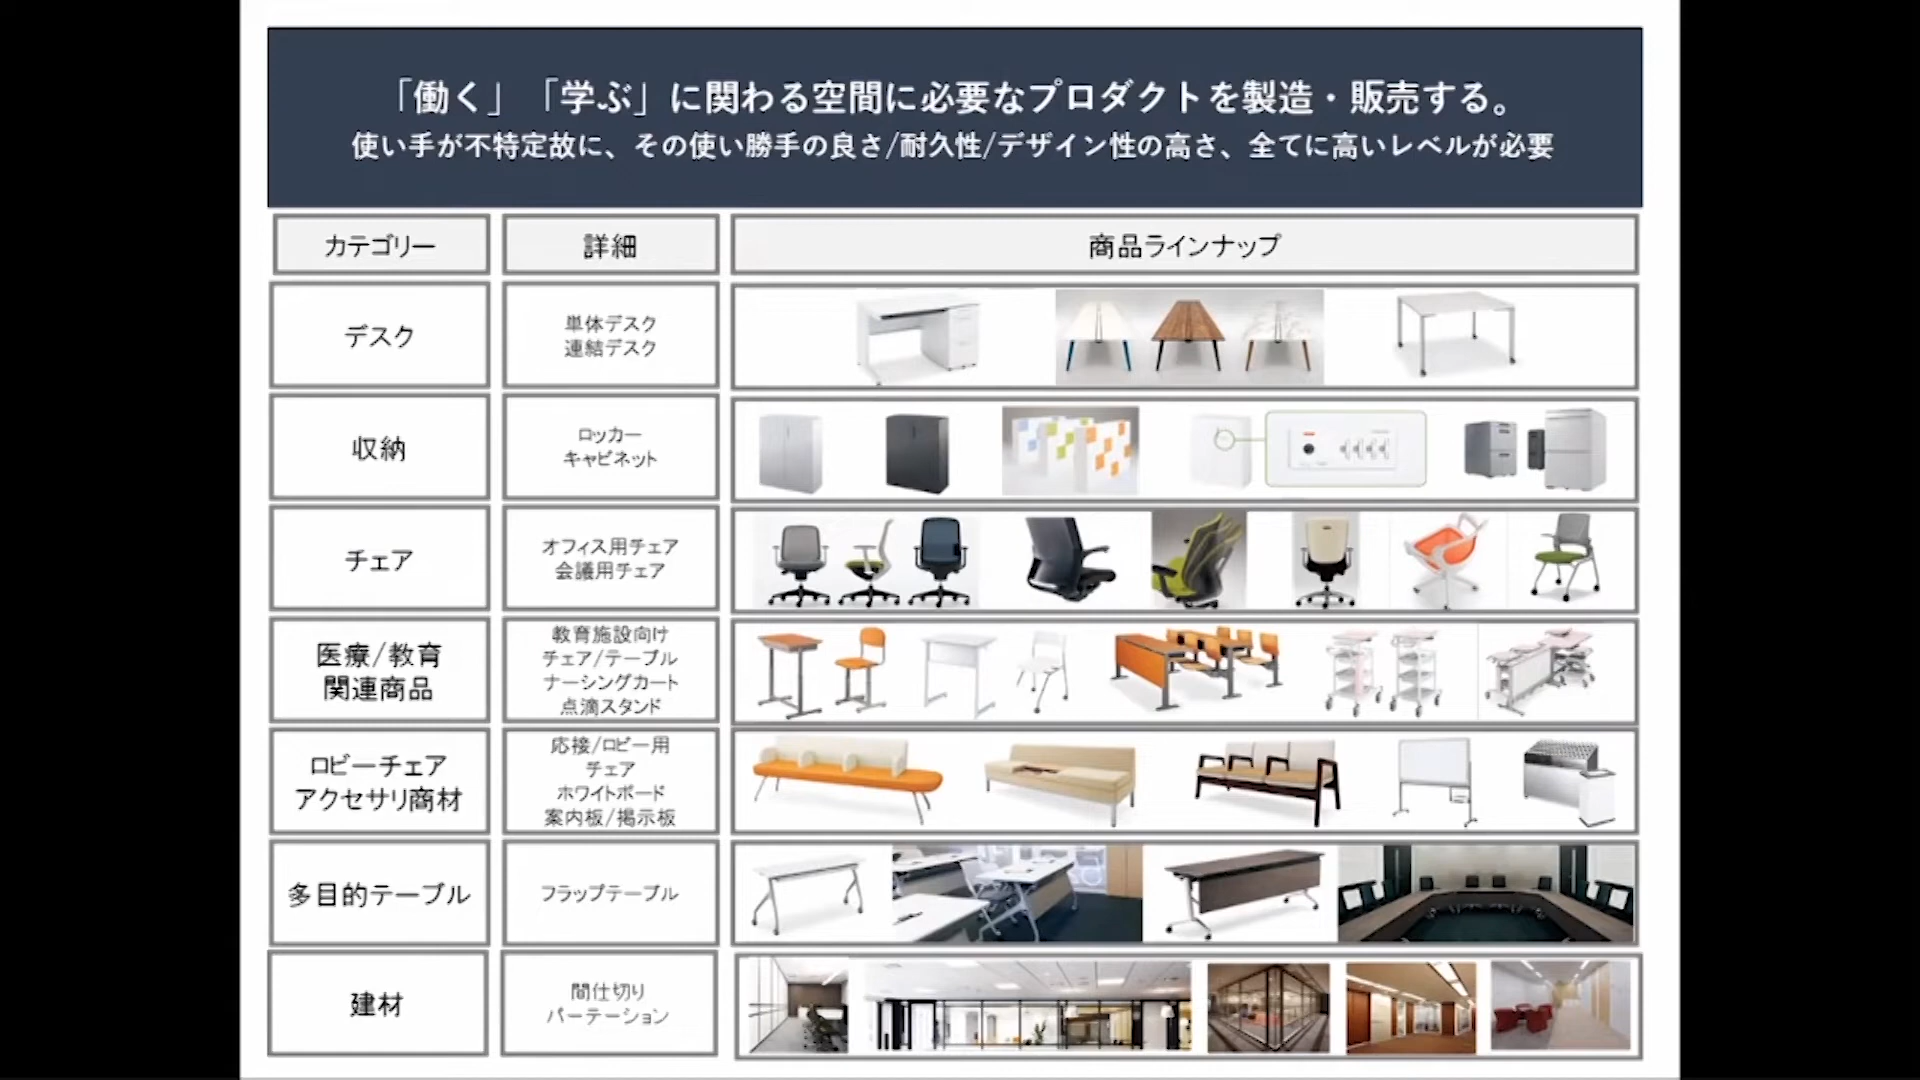 「働く」「学ぶ」に関わる空間に必要なプロダクトを製造・販売する。
使い手が不特定故に、その使い勝手の良さ/耐久性/デザイン性の高さ、全てに高いレベルが必要
カテゴリー
詳細
商品ラインナップ
デスク
単体デスク
連結デスク
収納
ロッカー
キャビネット
チェア
オフィス用チェア
会議用チェア
医療/教育
関連商品
教育施設向け
チェア/テーブル
ナーシングカート
点滴スタンド
ロビーチェア
アクセサリ商材
応接/ロビー用
チェア
ホワイトボード
案内板/掲示板
多目的テーブル
フラップテーブル
建材
間仕切り
パーテーション